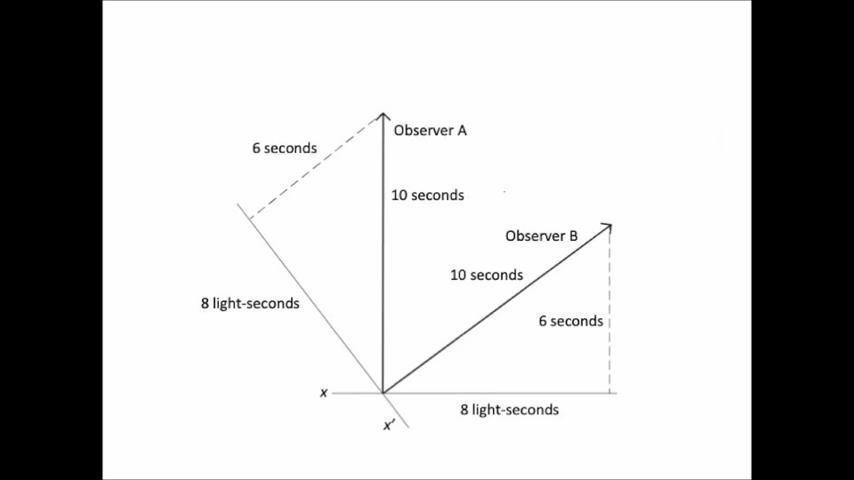 Observer A
6 seconds
10 seconds
Observer B
10 seconds
8 light-seconds
6 seconds
x
8 light-seconds
x'